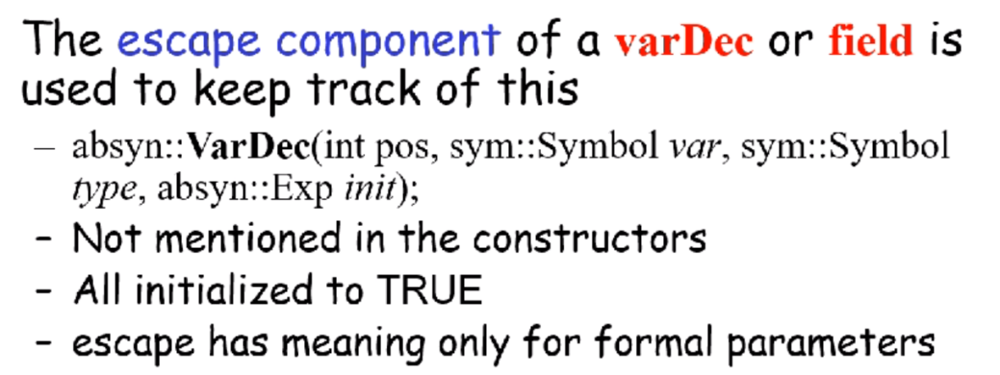 The escape component of a varDec or field is
used to keep track of this
– absyn::VarDec(int pos, sym::Symbol var, sym::Symbol
type, absyn::Exp init);
- Not mentioned in the constructors
- All initialized to TRUE
- escape has meaning only for formal parameters